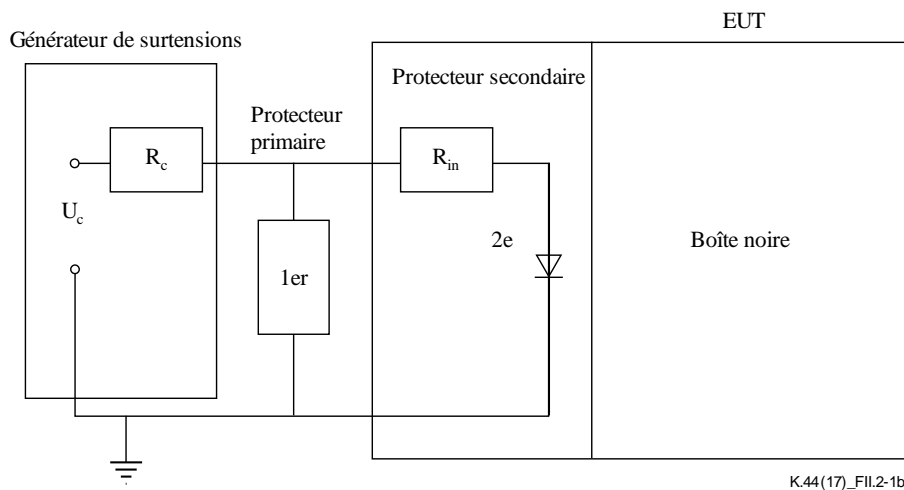 EUT
Générateur de surtensions
Protecteur secondaire
Protecteur
primaire
Rc
Rin
Uc
2e
Boîte noire
1er
K.44(17)_FII.2-1b